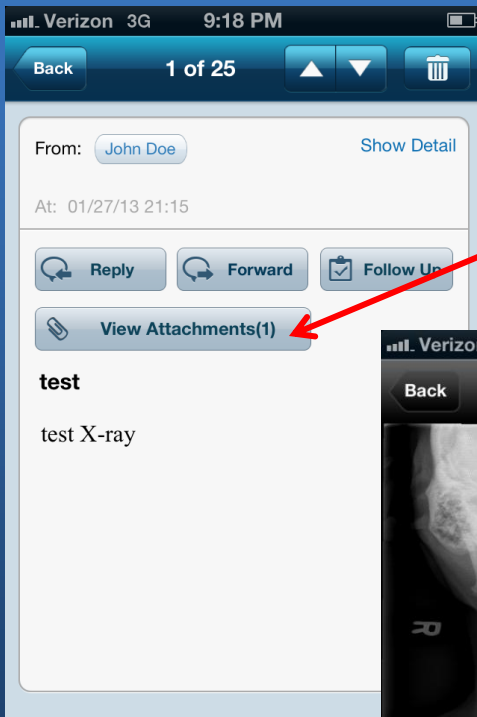 Verizon 3G 9:18 PM
Back 1 of 25
From: John Doe Show Detail
At: 01/27/13 21:15
Reply Forward Follow Up
View Attachments(1)
test
test X-ray
Back
R